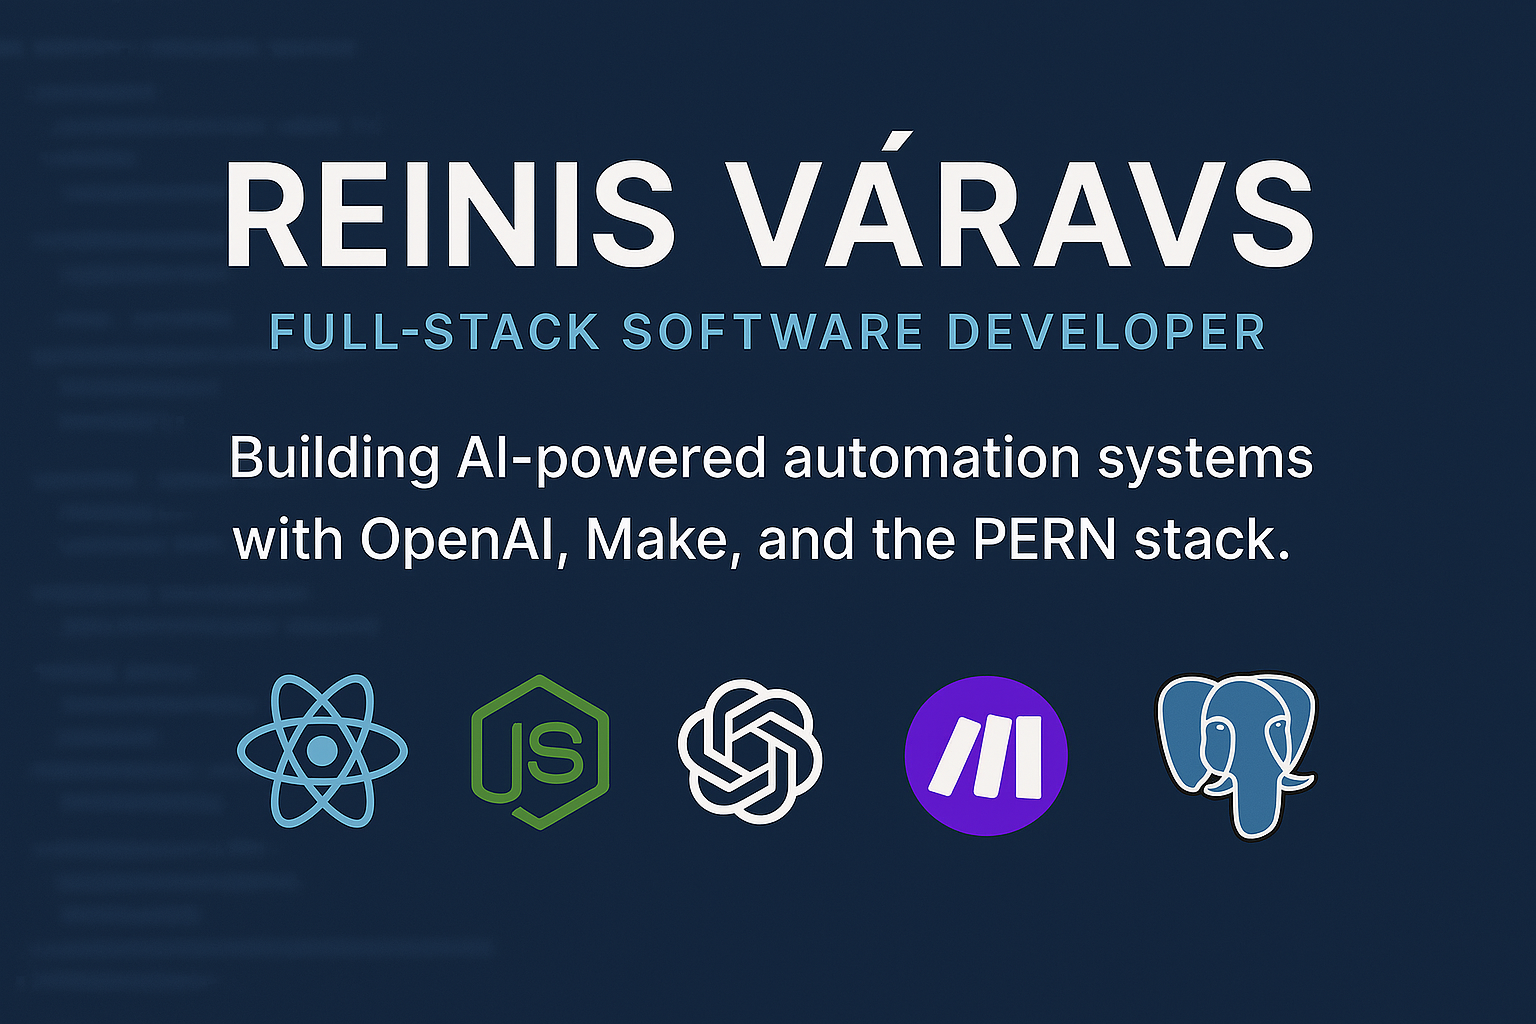 REINIS VÁRAVS
FULL-STACK SOFTWARE DEVELOPER
Building AI-powered automation systems
with OpenAI, Make, and the PERN stack.
JS